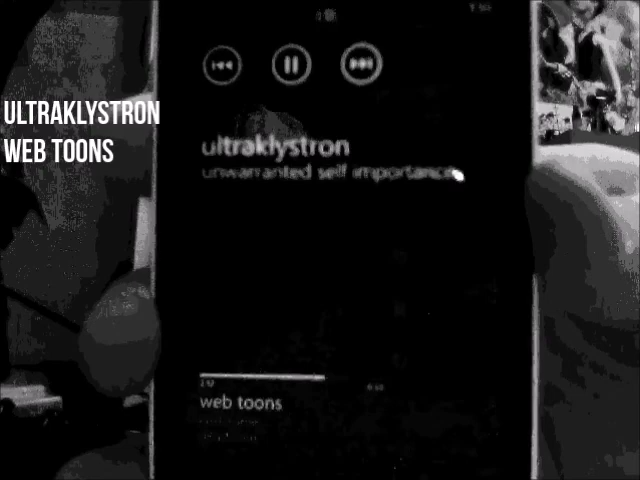 ULTRAKLYSTRON
WEB TOONS
ultraklystron
unwarranted self importance
web toons